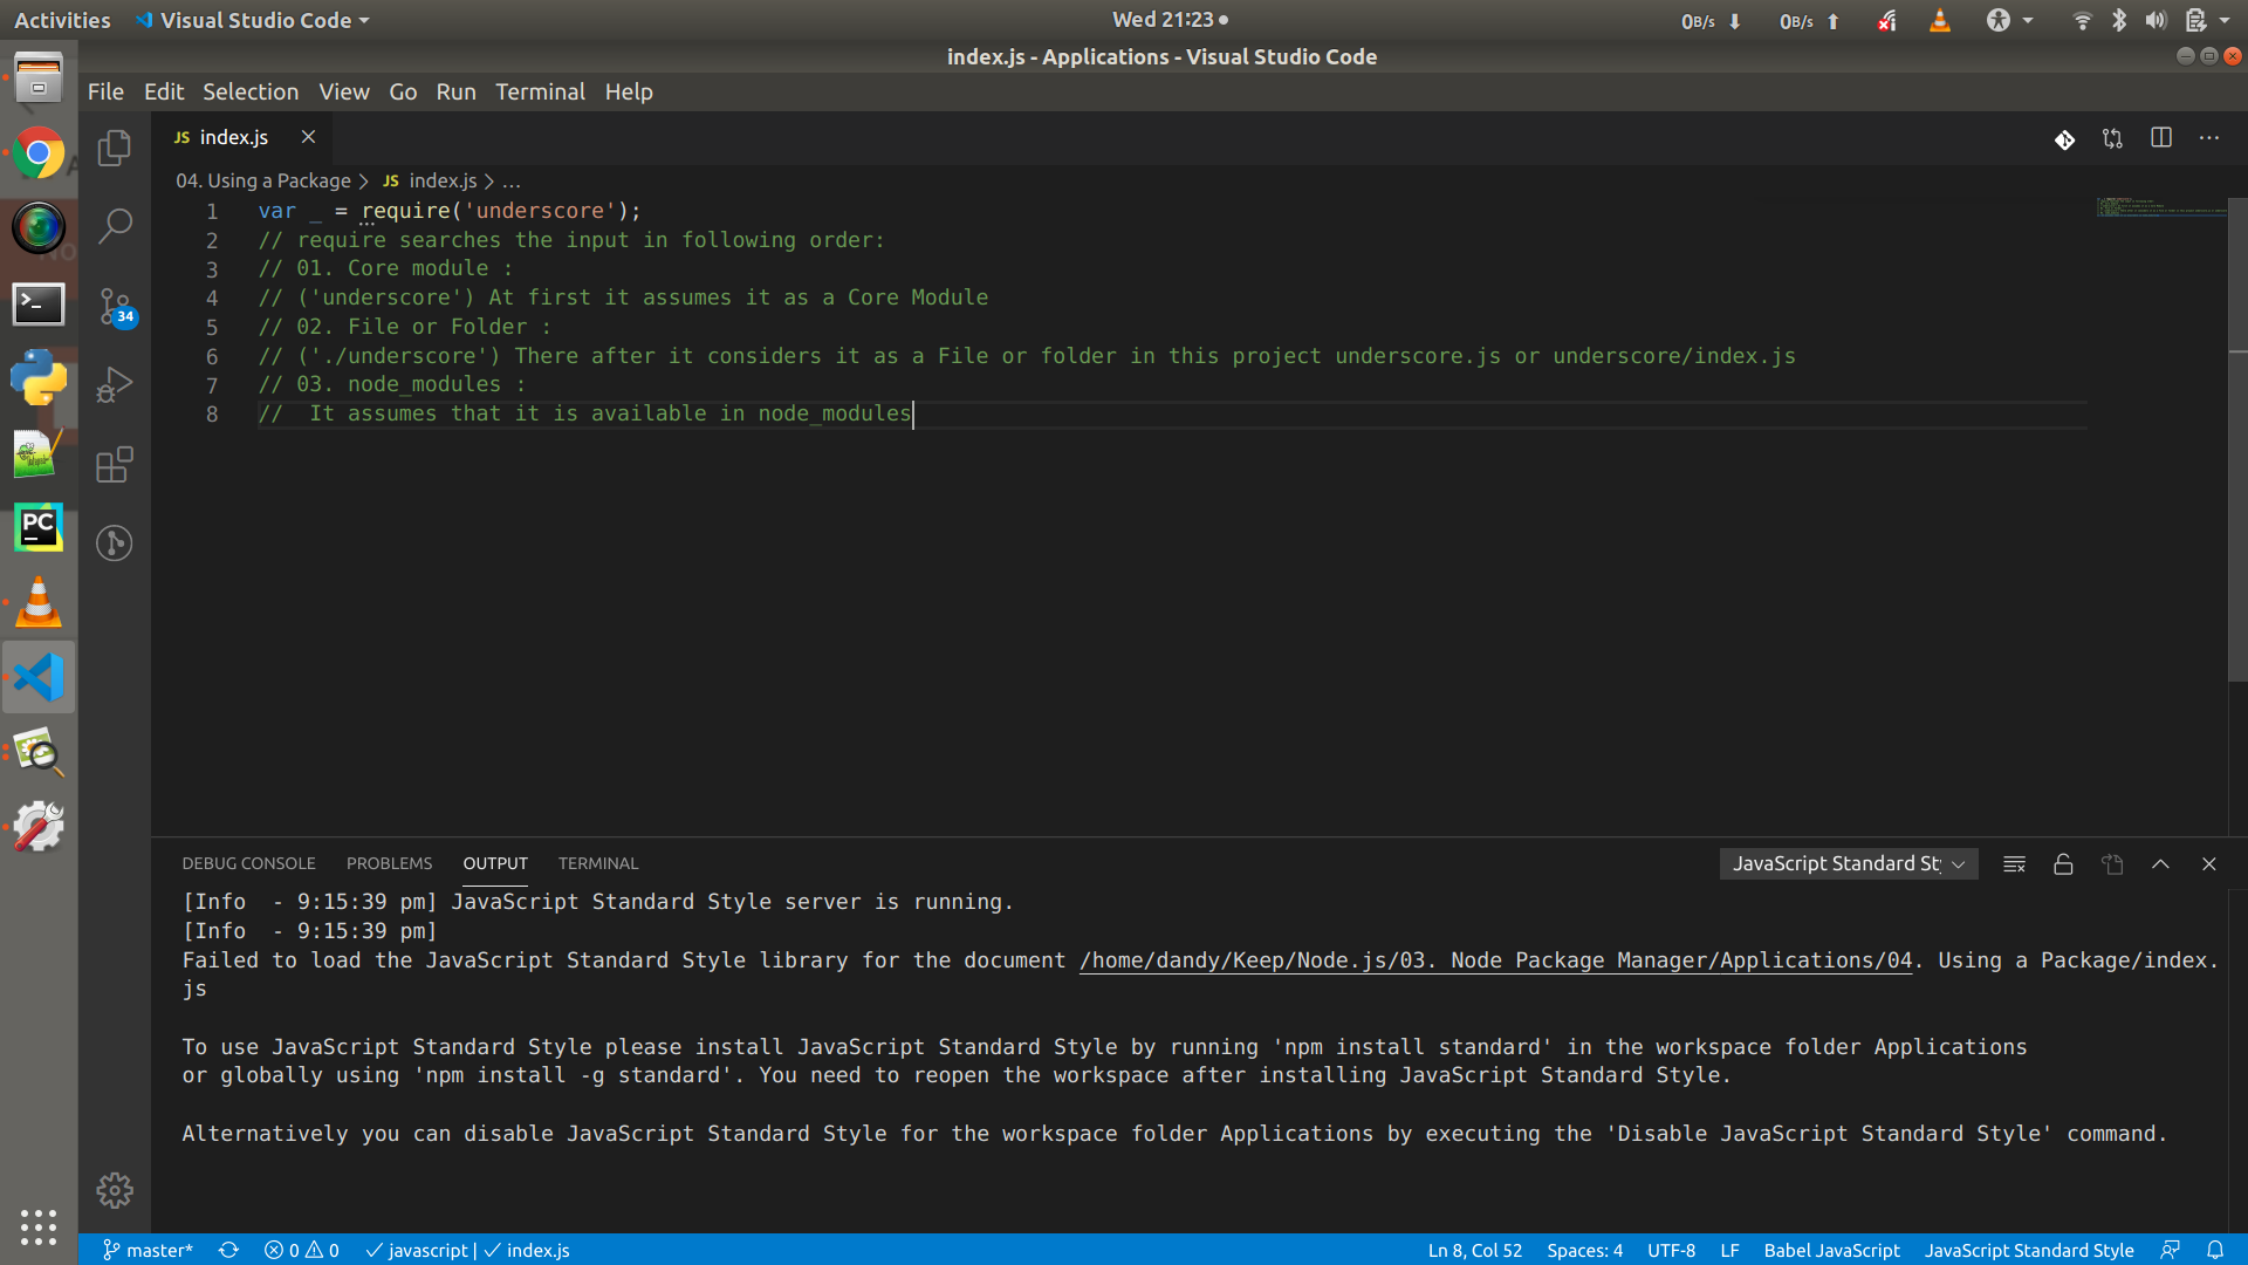 Activities Visual Studio Code Wed 21:23 0B/s 0B/s
index.js - Applications - Visual Studio Code
File Edit Selection View Go Run Terminal Help
JS index.js
04. Using a Package > JS index.js > ...
1 var _ = require('underscore');
2 // require searches the input in following order:
3 // 01. Core module :
4 // ('underscore') At first it assumes it as a Core Module
5 // 02. File or Folder :
6 // ('./underscore') There after it considers it as a File or folder in this project underscore.js or underscore/index.js
7 // 03. node_modules :
8 //  It assumes that it is available in node_modules
34
PC
DEBUG CONSOLE PROBLEMS OUTPUT TERMINAL JavaScript Standard St
[Info  - 9:15:39 pm] JavaScript Standard Style server is running.
[Info  - 9:15:39 pm]
Failed to load the JavaScript Standard Style library for the document /home/dandy/Keep/Node.js/03. Node Package Manager/Applications/04. Using a Package/index.
js
To use JavaScript Standard Style please install JavaScript Standard Style by running 'npm install standard' in the workspace folder Applications
or globally using 'npm install -g standard'. You need to reopen the workspace after installing JavaScript Standard Style.
Alternatively you can disable JavaScript Standard Style for the workspace folder Applications by executing the 'Disable JavaScript Standard Style' command.
master* 0 0 javascript | index.js Ln 8, Col 52 Spaces: 4 UTF-8 LF Babel JavaScript JavaScript Standard Style